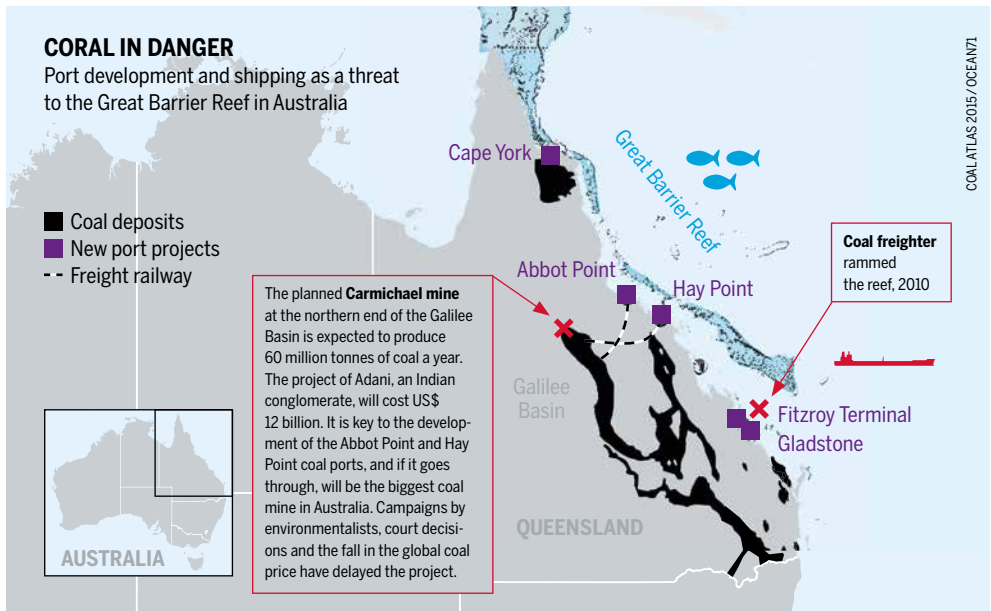 CORAL IN DANGER
Port development and shipping as a threat
to the Great Barrier Reef in Australia
COAL ATLAS 2015 / OCEAN71
Cape York
Great Barrier Reef
Coal deposits
New port projects
Freight railway
Coal freighter
rammed
the reef, 2010
Abbot Point
Hay Point
The planned Carmichael mine
at the northern end of the Galilee
Basin is expected to produce
60 million tonnes of coal a year.
The project of Adani, an Indian
conglomerate, will cost US$
12 billion. It is key to the develop-
ment of the Abbot Point and Hay
Point coal ports, and if it goes
through, will be the biggest coal
mine in Australia. Campaigns by
environmentalists, court decisi-
ons and the fall in the global coal
price have delayed the project.
Galilee
Basin
Fitzroy Terminal
Gladstone
QUEENSLAND
AUSTRALIA